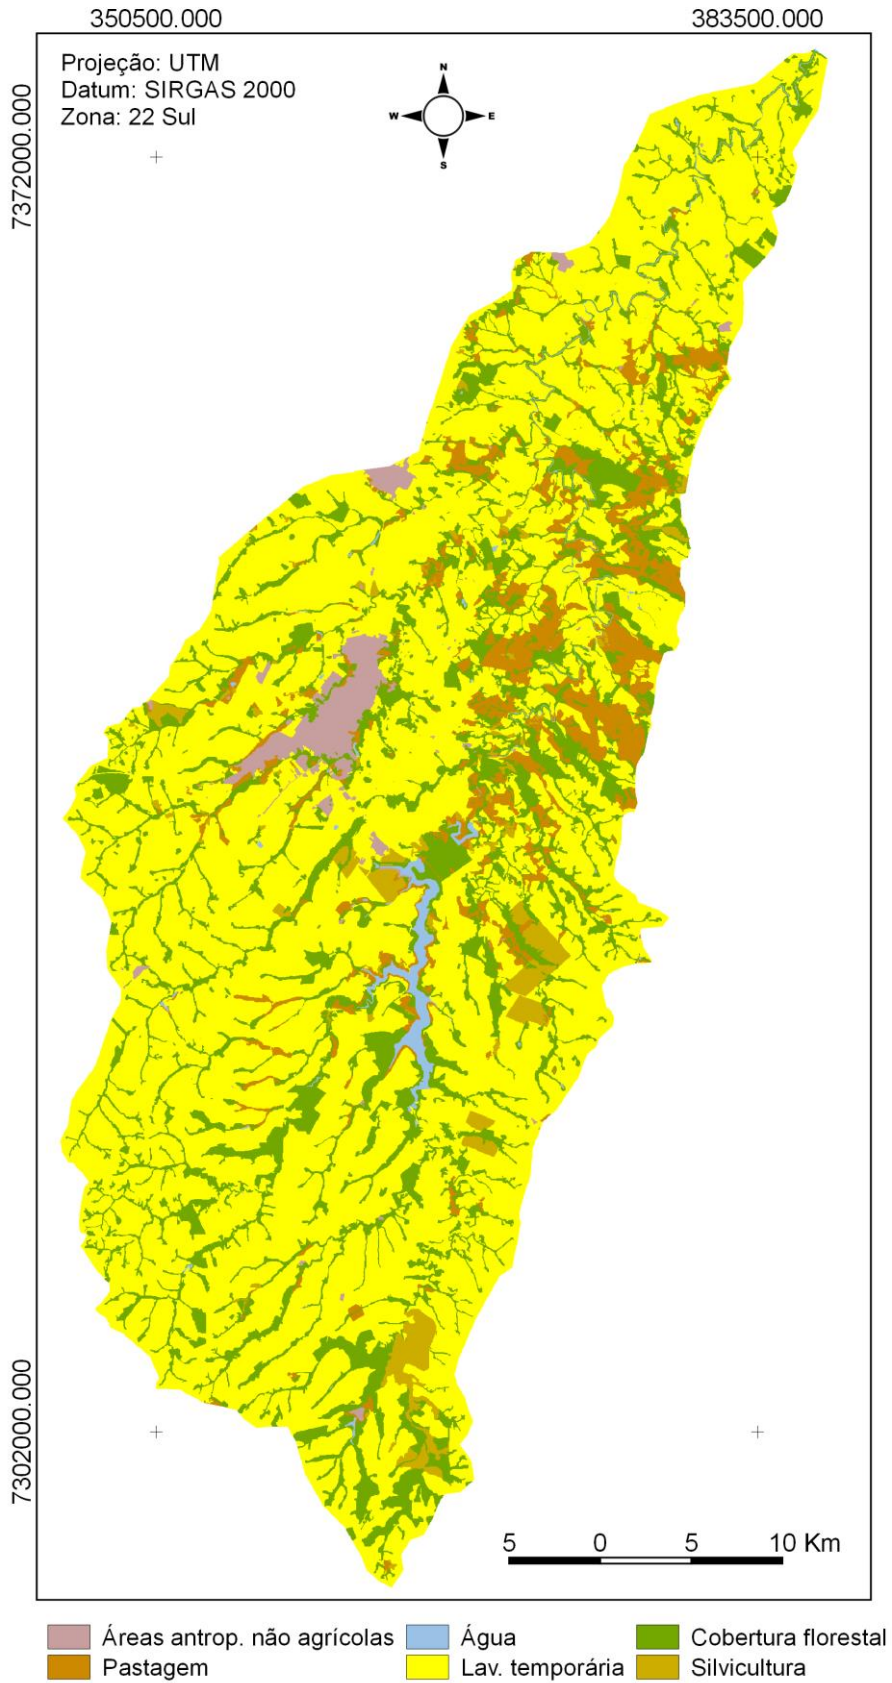 350500.000 383500.000
Projeção: UTM
Datum: SIRGAS 2000
Zona: 22 Sul
N
W E
S
7372000.000
7302000.000
5 0 5 10 Km
Áreas antrop. não agrícolas Água Cobertura florestal
Pastagem Lav. temporária Silvicultura